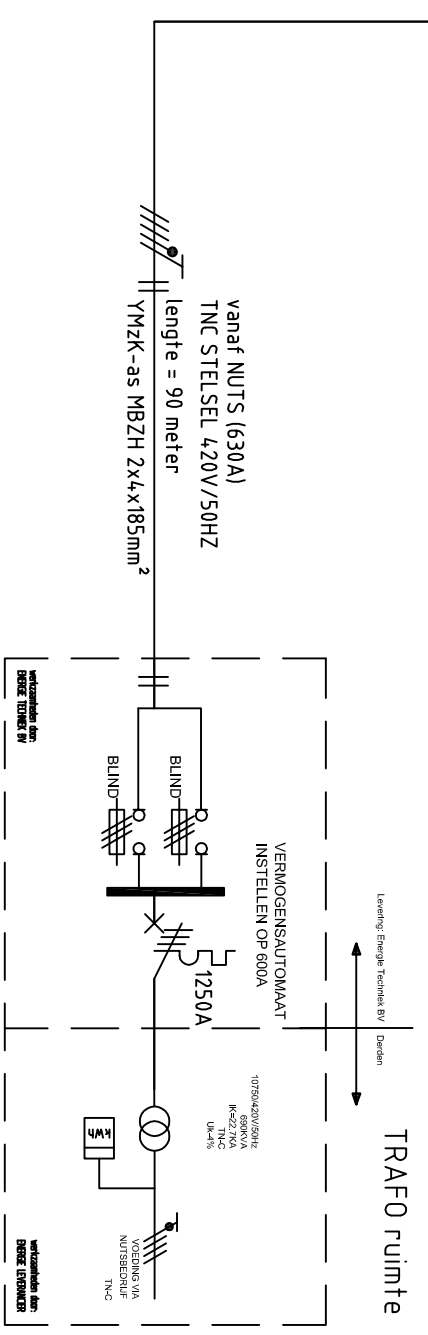 TRAFO ruimte
Levering: Energie Techniek BV
Derden
vanaf NUTS (630A)
TNC STELSEL 420V/50HZ
lengte = 90 meter
YMzK-as MBZH 2x4x185mm²
VERMOGENSAUTOMAAT
INSTELLEN OP 600A
1250A
BLIND
BLIND
10750/420V/50Hz
690KVA
IK=22,7KA
TN-C
Uk-4%
kWh
VOEDING VIA
NUTSBEDRIJF
TN-C
werkzaamheden door:
ENERGIE TECHNIEK BV
werkzaamheden door:
ENERGIE LEVERANCIER